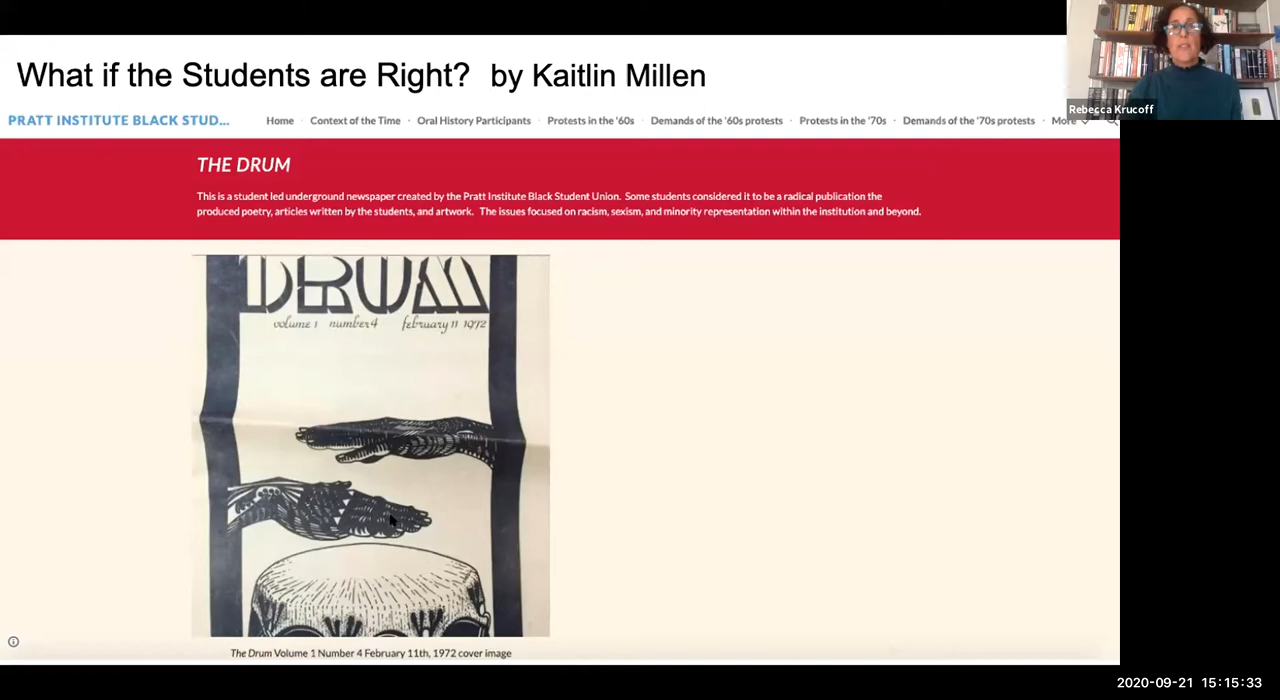 What if the Students are Right? by Kaitlin Millen
Rebecca Krucoff
PRATT INSTITUTE BLACK STUD... Home Context of the Time · Oral History Participants · Protests in the '60s · Demands of the '60s protests · Protests in the '70s · Demands of the '70s protests · More
THE DRUM
This is a student led underground newspaper created by the Pratt Institute Black Student Union. Some students considered it to be a radical publication the
produced poetry, articles written by the students, and artwork. The issues focused on racism, sexism, and minority representation within the institution and beyond.
DRUM
volume 1 number 4 february 11 1972
The Drum Volume 1 Number 4 February 11th, 1972 cover image
2020-09-21 15:15:33